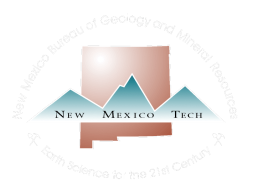 New Mexico Bureau of Geology and Mineral Resources
NEW MEXICO TECH
Earth Science for the 21st Century